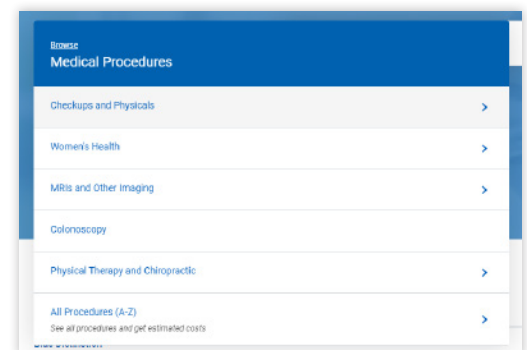 Browse
Medical Procedures
Checkups and Physicals
Women's Health
MRIs and Other Imaging
Colonoscopy
Physical Therapy and Chiropractic
All Procedures (A-Z)
See all procedures and get estimated costs